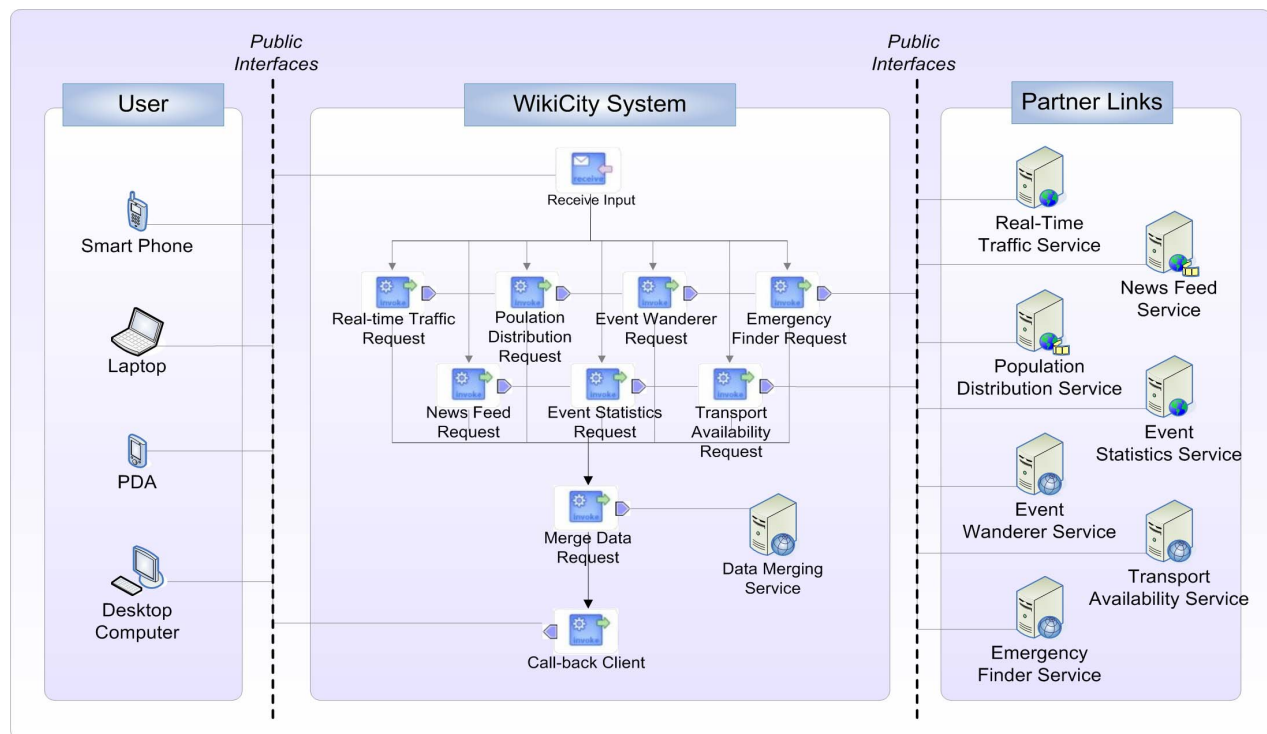 Public
Interfaces
Public
Interfaces
User
WikiCity System
Partner Links
Smart Phone
Laptop
PDA
Desktop
Computer
receive
Receive Input
invoke
Real-time Traffic
Request
invoke
Poulation
Distribution
Request
invoke
Event Wanderer
Request
invoke
Emergency
Finder Request
invoke
News Feed
Request
invoke
Event Statistics
Request
invoke
Transport
Availability
Request
invoke
Merge Data
Request
Data Merging
Service
invoke
Call-back Client
Real-Time
Traffic Service
News Feed
Service
Population
Distribution Service
Event
Statistics Service
Event
Wanderer Service
Transport
Availability Service
Emergency
Finder Service